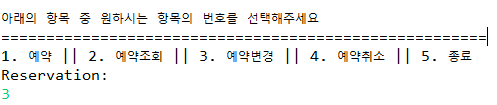 아래의 항목 중 원하시는 항목의 번호를 선택해주세요
======================================================
1. 예약 || 2. 예약조회 || 3. 예약변경 || 4. 예약취소 || 5. 종료
Reservation:
3